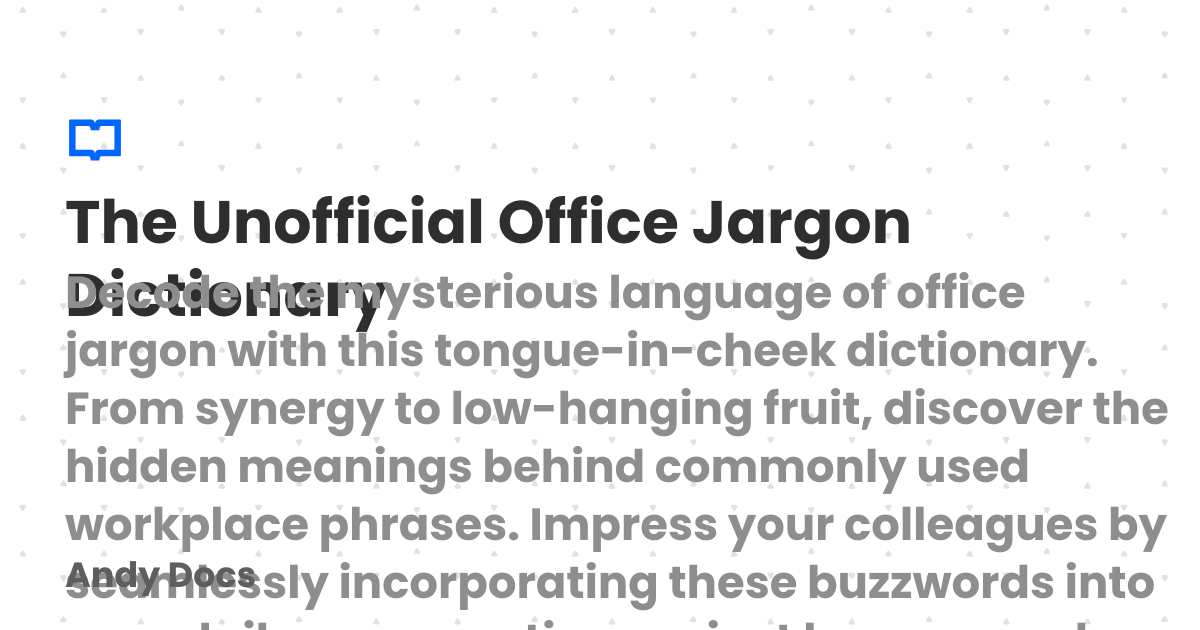 The Unofficial Office Jargon
Dictionary
Decode the mysterious language of office
jargon with this tongue-in-cheek dictionary.
From synergy to low-hanging fruit, discover the
hidden meanings behind commonly used
workplace phrases. Impress your colleagues by
seamlessly incorporating these buzzwords into
Andy Docs